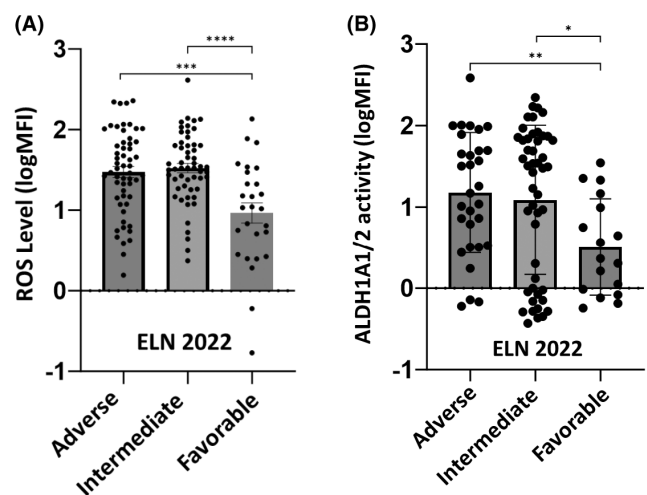 (A)
ROS Level (logMFI)
3
2
1
0
-1
****
***
ELN 2022
Adverse
Intermediate
Favorable
(B)
ALDH1A1/2 activity (logMFI)
3
2
1
0
-1
*
**
ELN 2022
Adverse
Intermediate
Favorable